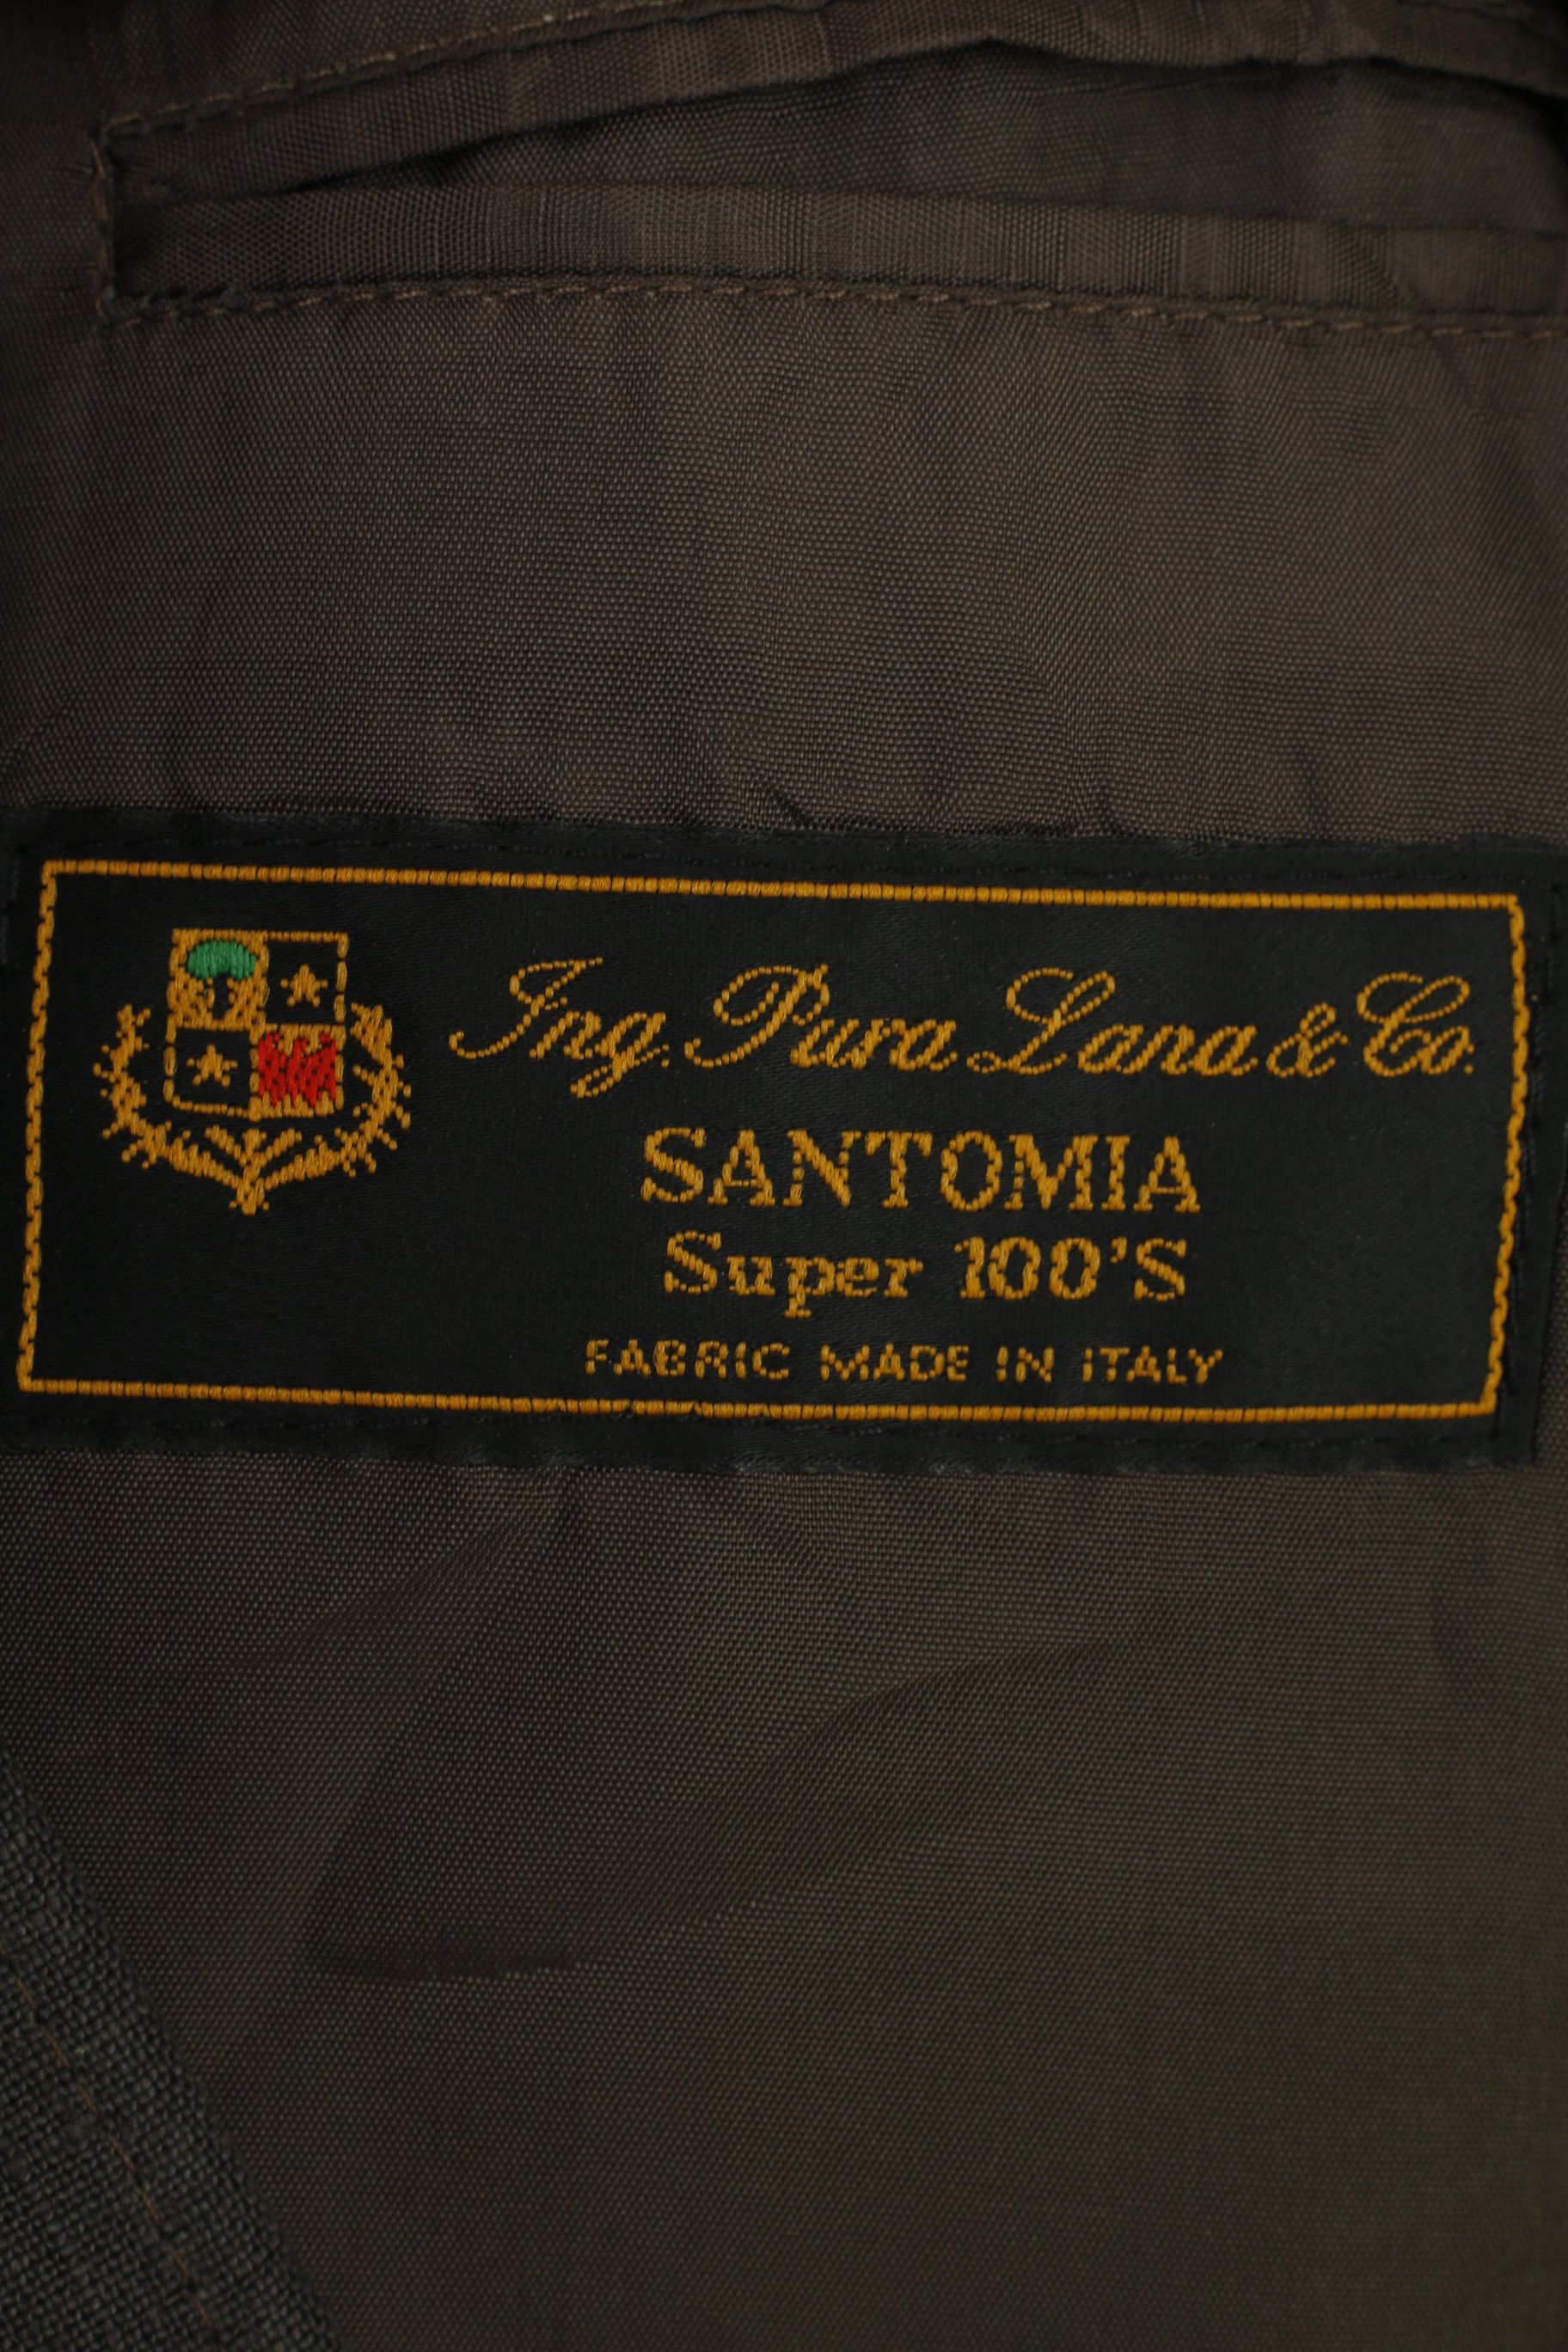 Ing. Pura Lana & Co.
SANTOMIA
Super 100'S
FABRIC MADE IN ITALY